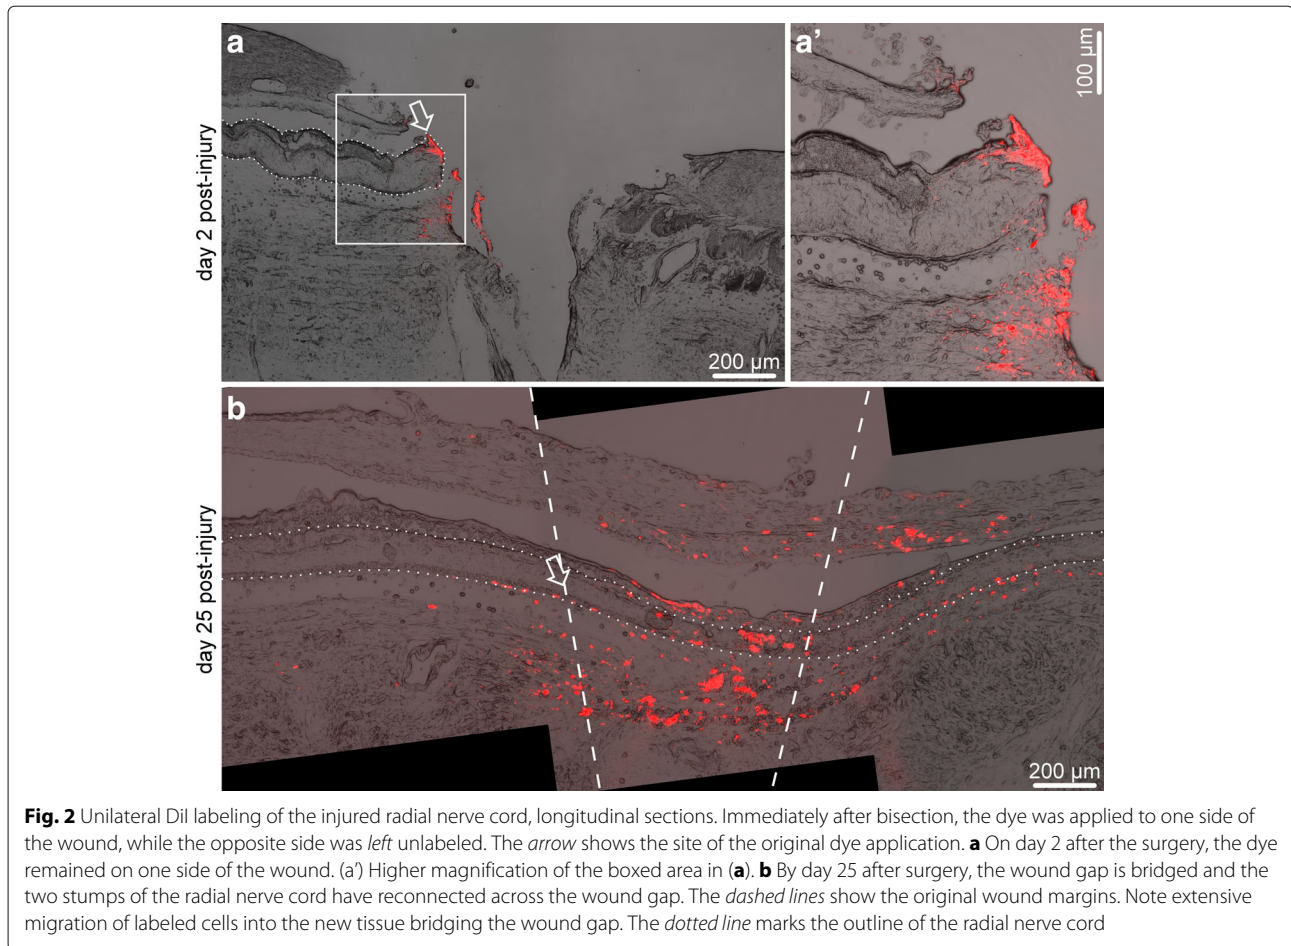 a
a’
100 µm
day 2 post-injury
200 µm
b
day 25 post-injury
200 µm
Fig. 2 Unilateral DiI labeling of the injured radial nerve cord, longitudinal sections. Immediately after bisection, the dye was applied to one side of
the wound, while the opposite side was left unlabeled. The arrow shows the site of the original dye application. a On day 2 after the surgery, the dye
remained on one side of the wound. (a’) Higher magnification of the boxed area in (a). b By day 25 after surgery, the wound gap is bridged and the
two stumps of the radial nerve cord have reconnected across the wound gap. The dashed lines show the original wound margins. Note extensive
migration of labeled cells into the new tissue bridging the wound gap. The dotted line marks the outline of the radial nerve cord